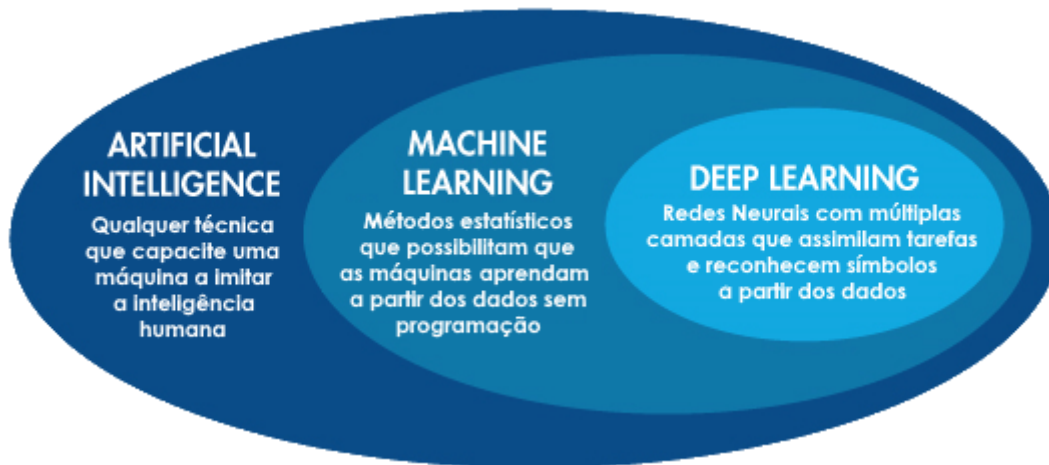 ARTIFICIAL
INTELLIGENCE
Qualquer técnica
que capacite uma
máquina a imitar
a inteligência
humana
MACHINE
LEARNING
Métodos estatísticos
que possibilitam que
as máquinas aprendam
a partir dos dados sem
programação
DEEP LEARNING
Redes Neurais com múltiplas
camadas que assimilam tarefas
e reconhecem símbolos
a partir dos dados